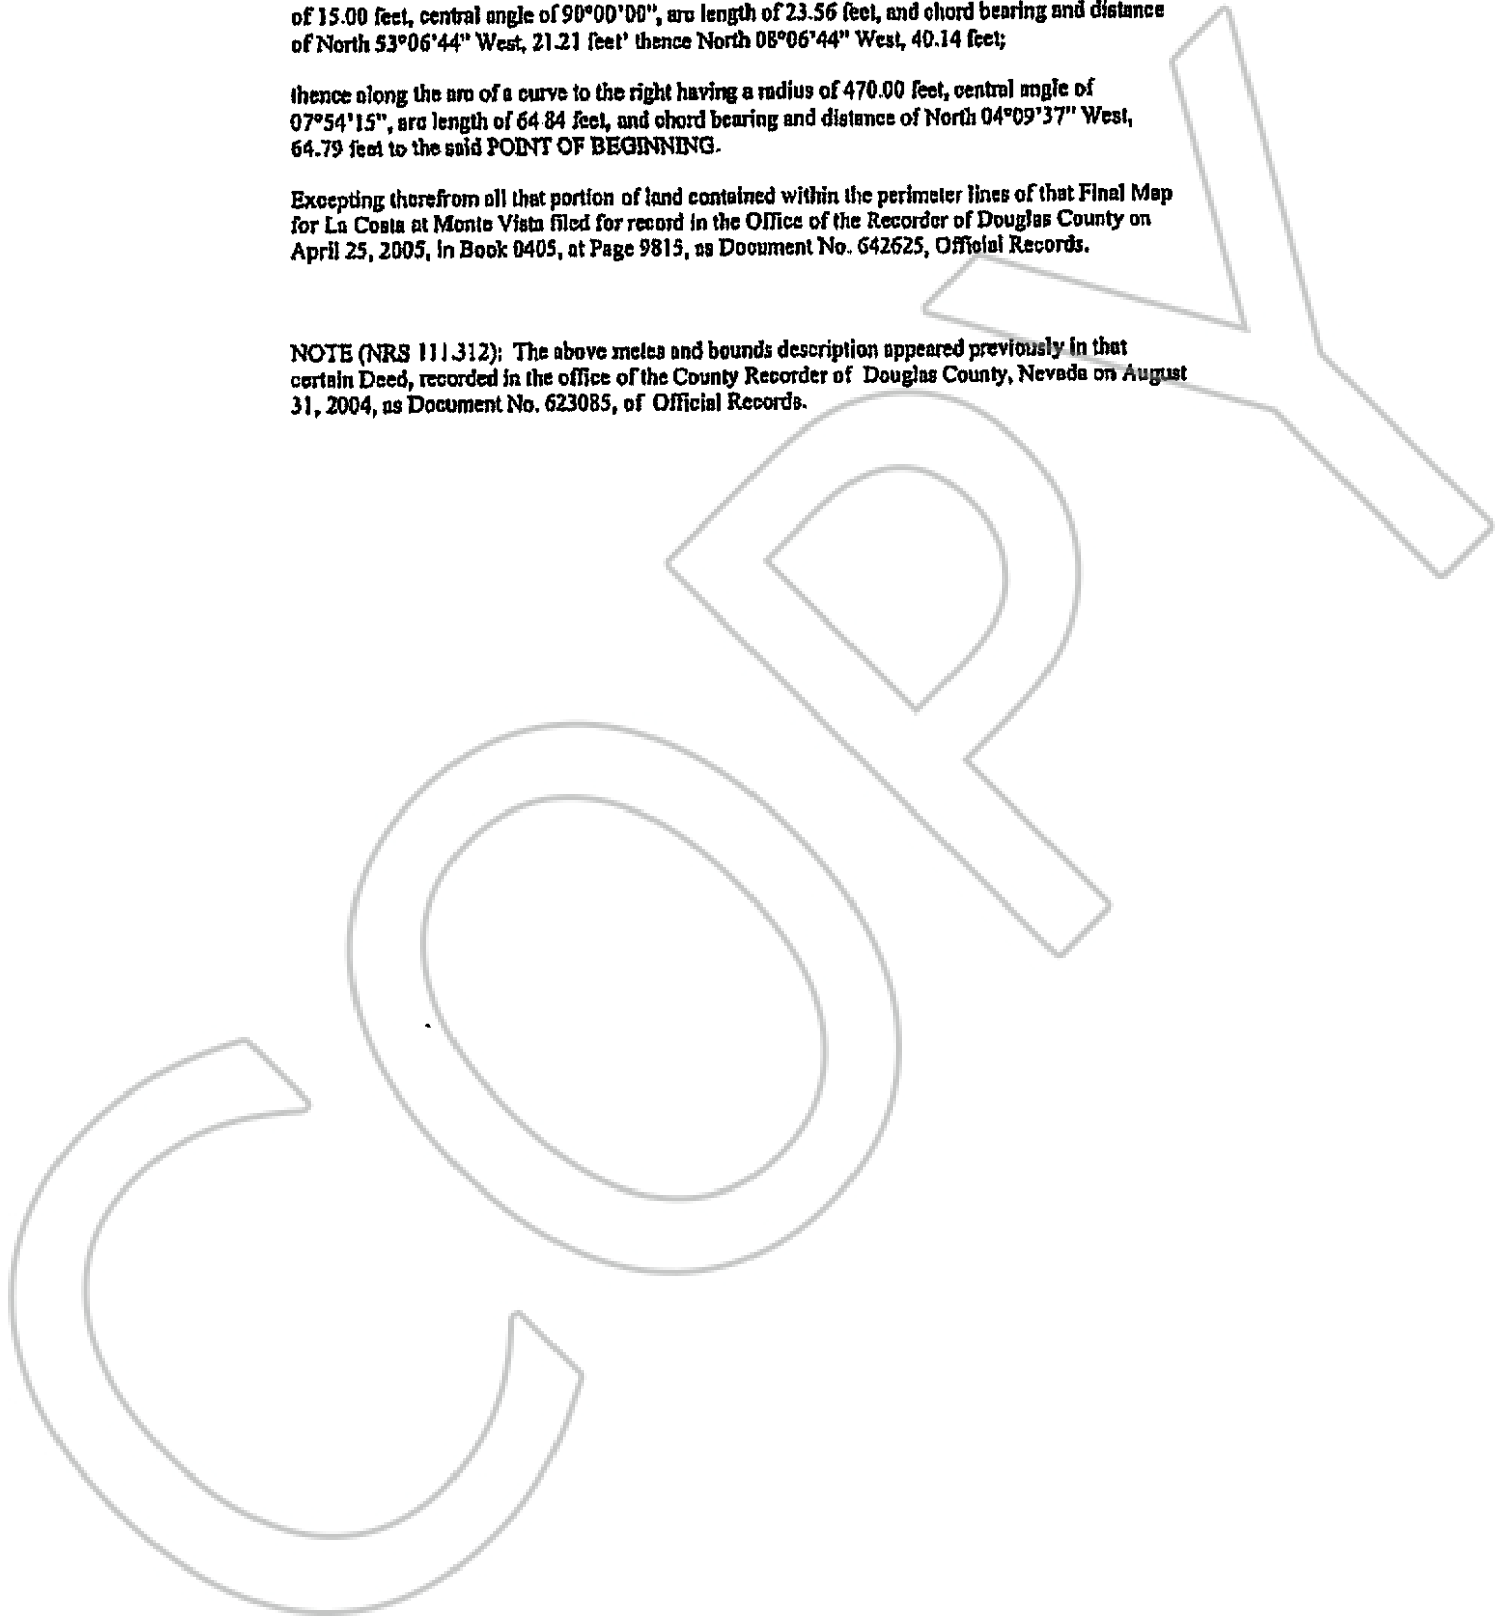 of 15.00 feet, central angle of 90°00'00", arc length of 23.56 feet, and chord bearing and distance
of North 53°06'44" West, 21.21 feet' thence North 08°06'44" West, 40.14 feet;
thence along the arc of a curve to the right having a radius of 470.00 feet, central angle of
07°54'15", arc length of 64.84 feet, and chord bearing and distance of North 04°09'37" West,
64.79 feet to the said POINT OF BEGINNING.
Excepting therefrom all that portion of land contained within the perimeter lines of that Final Map
for La Costa at Monte Vista filed for record in the Office of the Recorder of Douglas County on
April 25, 2005, in Book 0405, at Page 9815, as Document No. 642625, Official Records.
NOTE (NRS 111.312): The above metes and bounds description appeared previously in that
certain Deed, recorded in the office of the County Recorder of Douglas County, Nevada on August
31, 2004, as Document No. 623085, of Official Records.
COPY